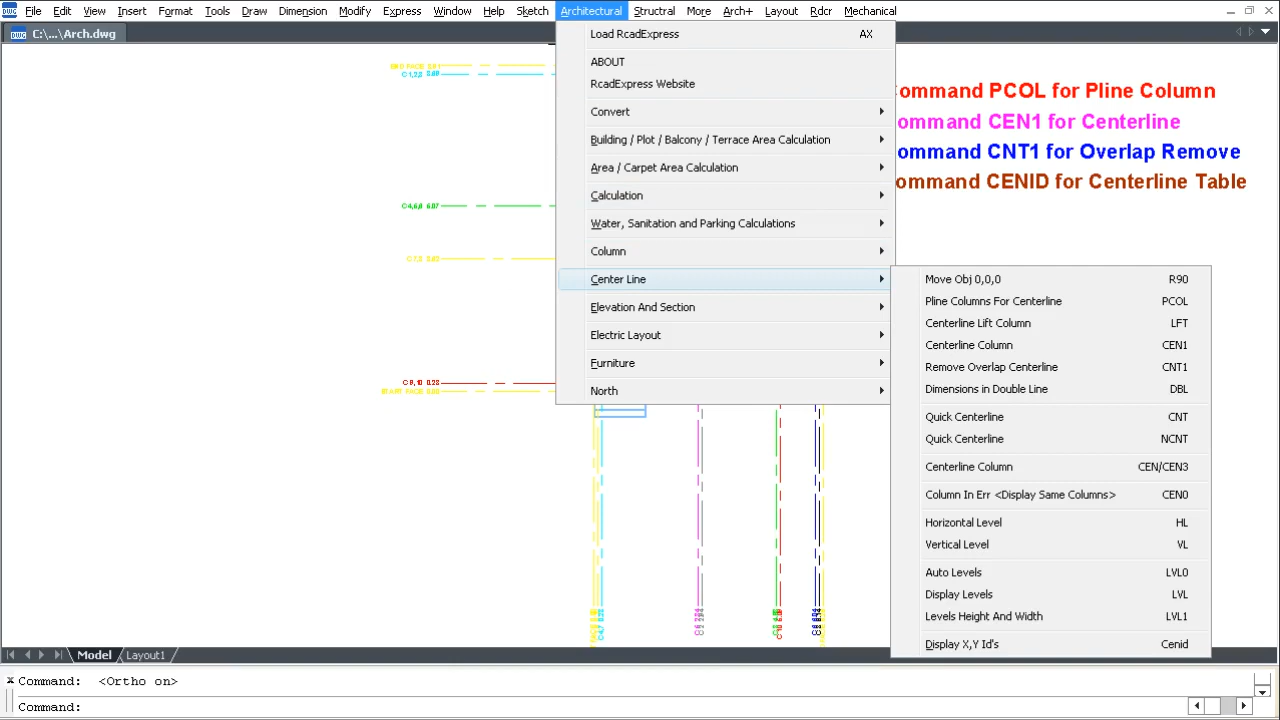 File Edit View Insert Format Tools Draw Dimension Modify Express Window Help Sketch Architectural Structral More Arch+ Layout Rdcr Mechanical
C:\...\Arch.dwg
Load RcadExpress AX
ABOUT
RcadExpress Website
Convert
Building / Plot / Balcony / Terrace Area Calculation
Area / Carpet Area Calculation
Calculation
Water, Sanitation and Parking Calculations
Column
Center Line
Elevation And Section
Electric Layout
Furniture
North
ommand PCOL for Pline Column
ommand CEN1 for Centerline
ommand CNT1 for Overlap Remove
ommand CENID for Centerline Table
Move Obj 0,0,0 R90
Pline Columns For Centerline PCOL
Centerline Lift Column LFT
Centerline Column CEN1
Remove Overlap Centerline CNT1
Dimensions in Double Line DBL
Quick Centerline CNT
Quick Centerline NCNT
Centerline Column CEN/CEN3
Column In Err <Display Same Columns> CEN0
Horizontal Level HL
Vertical Level VL
Auto Levels LVL0
Display Levels LVL
Levels Height And Width LVL1
Display X,Y Id's Cenid
Model Layout1
Command: <Ortho on>
Command: